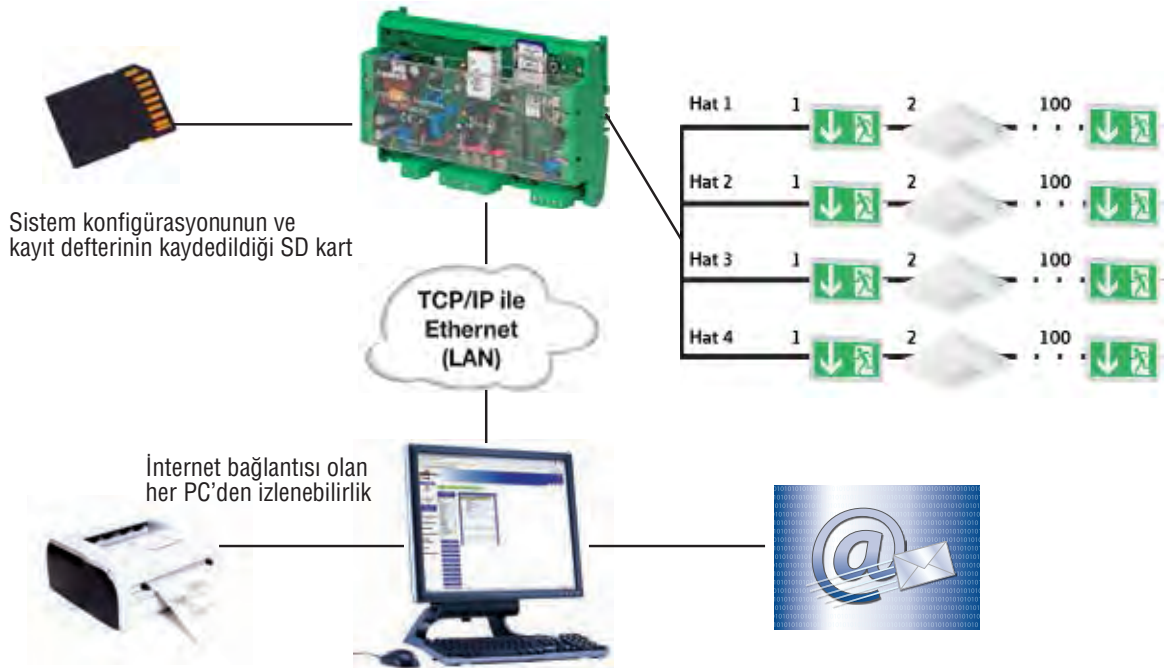 Hat 1 1 2 100
Hat 2 1 2 100
Hat 3 1 2 100
Hat 4 1 2 100
Sistem konfigürasyonunun ve
kayıt defterinin kaydedildiği SD kart
TCP/IP ile
Ethernet
(LAN)
İnternet bağlantısı olan
her PC'den izlenebilirlik
@